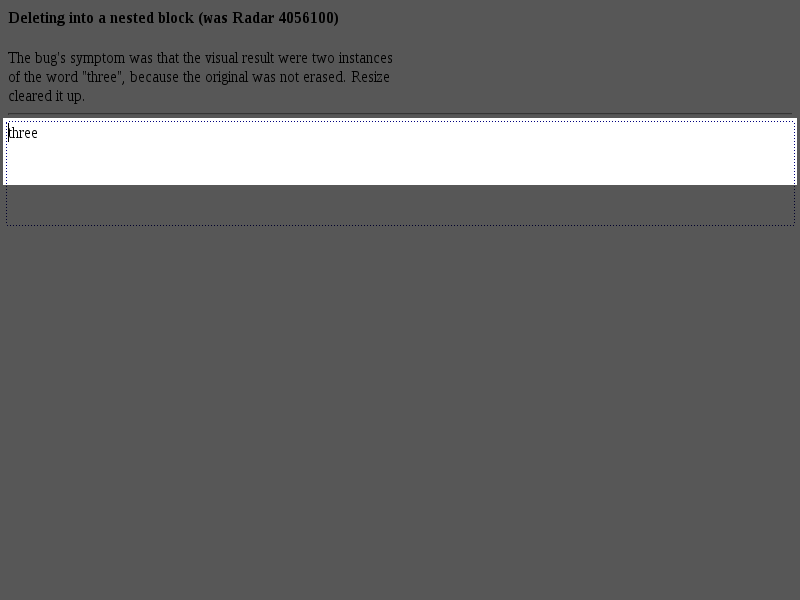 Deleting into a nested block (was Radar 4056100)
The bug's symptom was that the visual result were two instances
of the word "three", because the original was not erased. Resize
cleared it up.
three